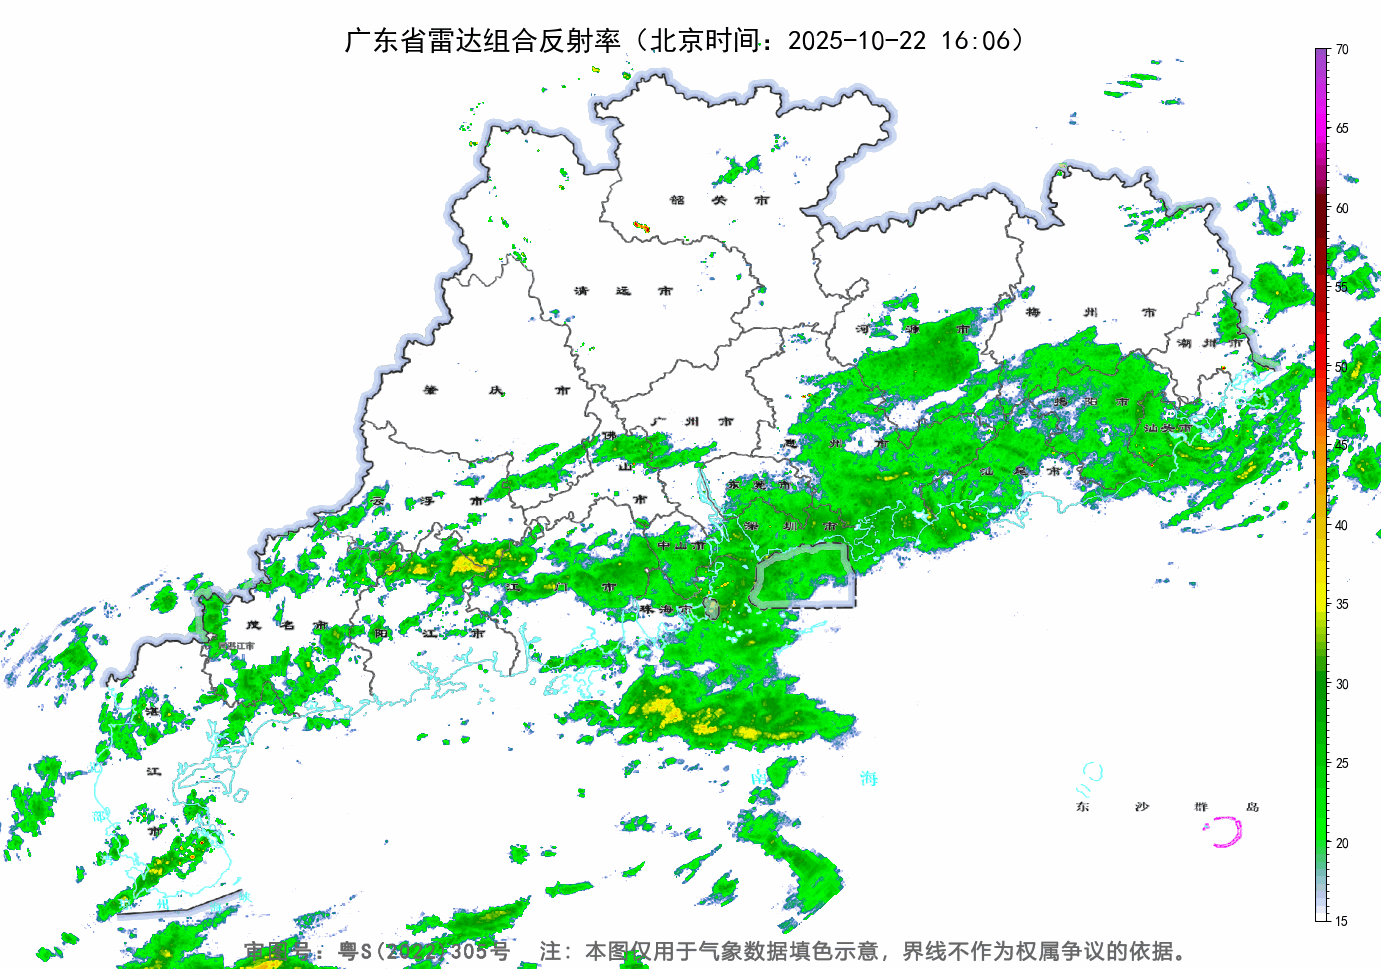 广东省雷达组合反射率（北京时间：2025-10-22 16:06）
70
65
60
55
50
45
40
35
30
25
20
15
韶关市
清远市
河源市
梅州市
潮州市
肇庆市
广州市
佛山市
惠州市
揭阳市
汕头市
汕尾市
云浮市
东莞市
深圳市
中山市
江门市
珠海市
茂名市
阳江市
湛江市
南海
东沙群岛
审图号：粤S(2022)305号 注：本图仅用于气象数据填色示意，界线不作为权属争议的依据。